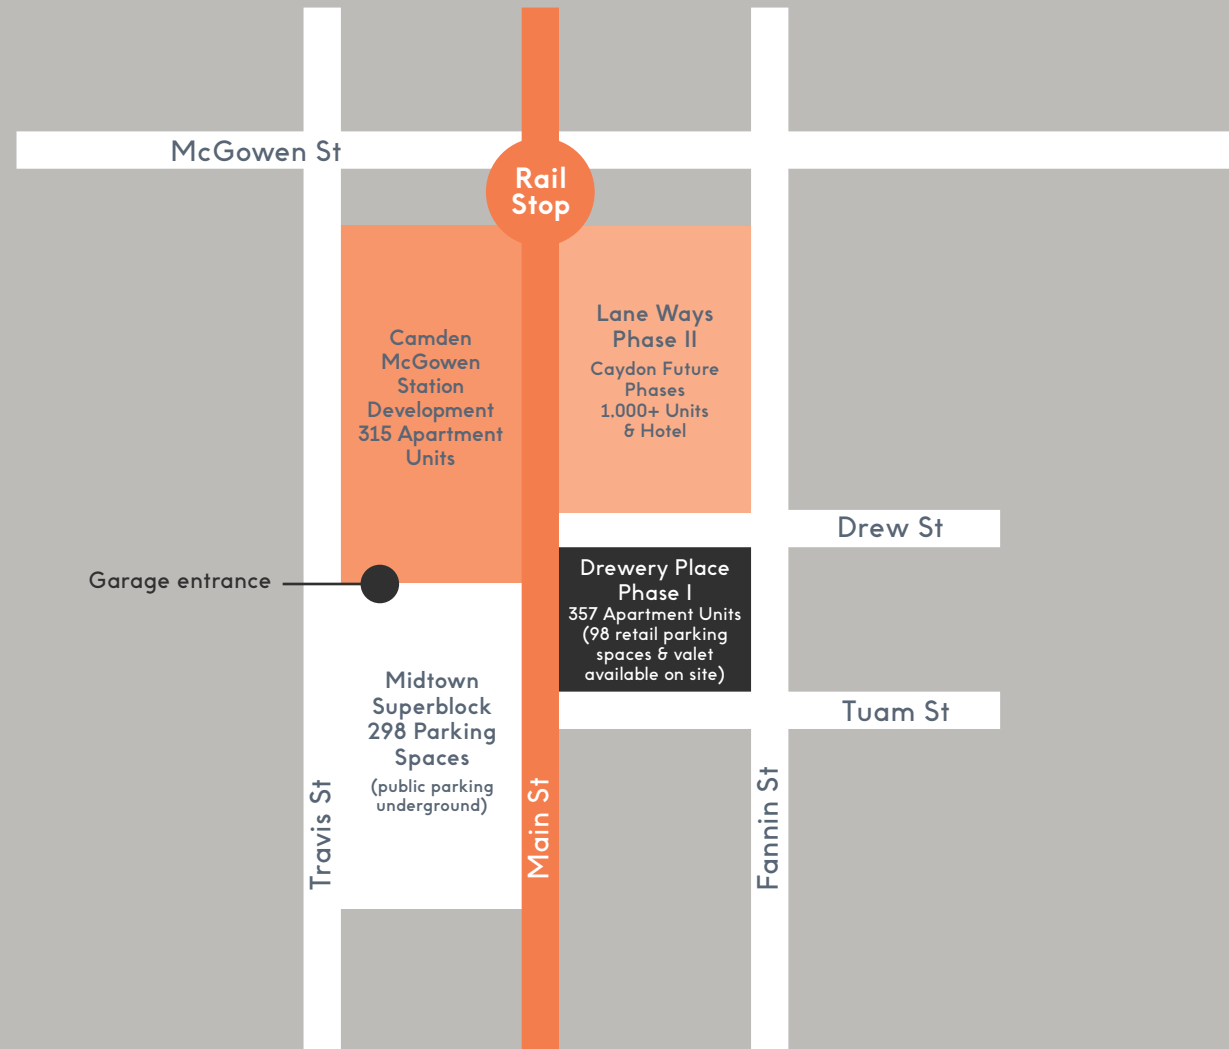 McGowen St
Rail
Stop
Camden
McGowen
Station
Development
315 Apartment
Units
Lane Ways
Phase II
Caydon Future
Phases
1,000+ Units
& Hotel
Drew St
Garage entrance
Drewery Place
Phase I
357 Apartment Units
(98 retail parking
spaces & valet
available on site)
Midtown
Superblock
298 Parking
Spaces
(public parking
underground)
Tuam St
Travis St
Main St
Fannin St